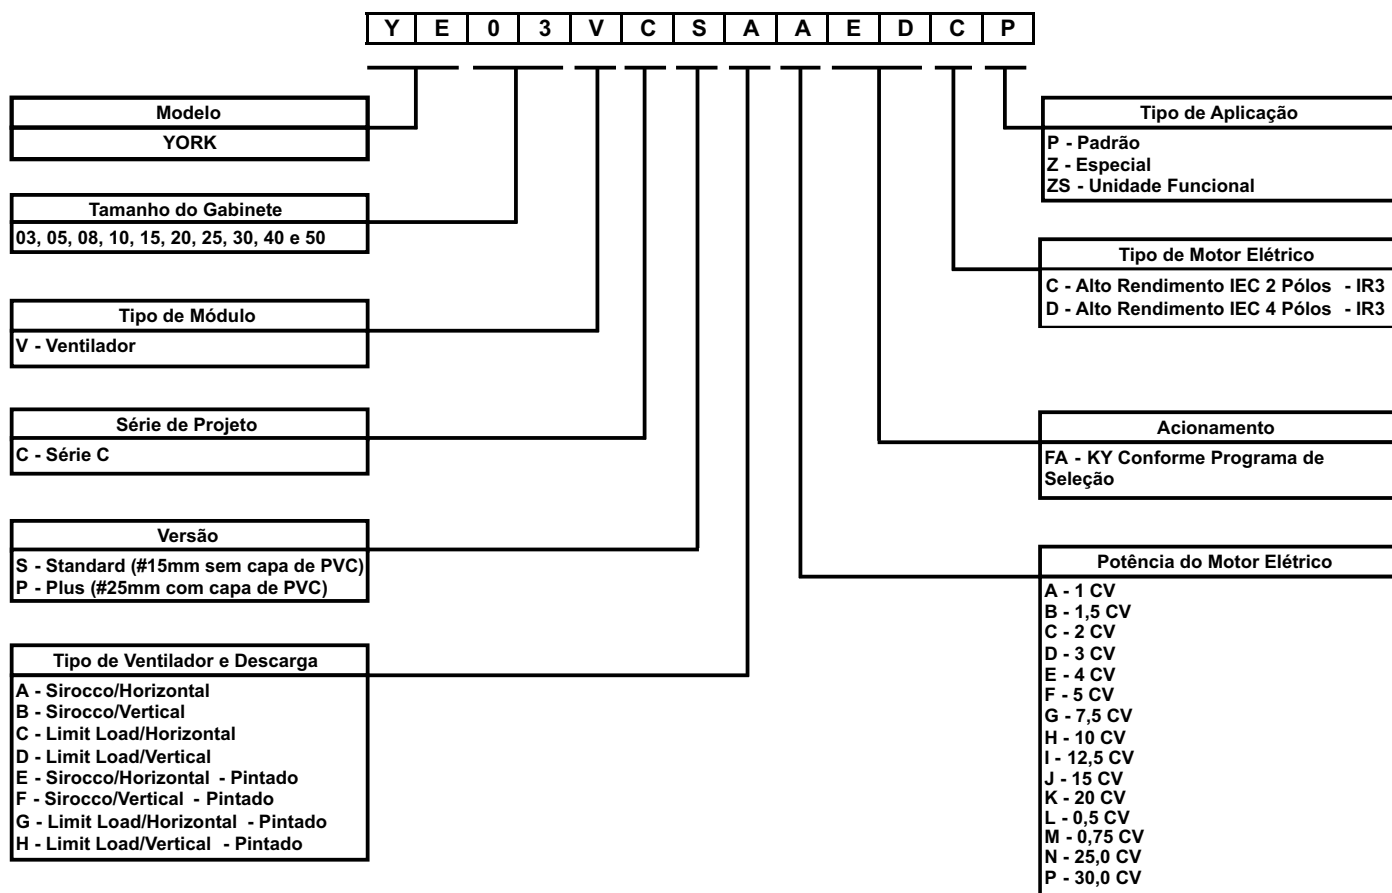 Y E 0 3 V C S A A E D C P
Modelo
YORK
Tamanho do Gabinete
03, 05, 08, 10, 15, 20, 25, 30, 40 e 50
Tipo de Módulo
V - Ventilador
Série de Projeto
C - Série C
Versão
S - Standard (#15mm sem capa de PVC)
P - Plus (#25mm com capa de PVC)
Tipo de Ventilador e Descarga
A - Sirocco/Horizontal
B - Sirocco/Vertical
C - Limit Load/Horizontal
D - Limit Load/Vertical
E - Sirocco/Horizontal - Pintado
F - Sirocco/Vertical - Pintado
G - Limit Load/Horizontal - Pintado
H - Limit Load/Vertical - Pintado
Tipo de Aplicação
P - Padrão
Z - Especial
ZS - Unidade Funcional
Tipo de Motor Elétrico
C - Alto Rendimento IEC 2 Pólos - IR3
D - Alto Rendimento IEC 4 Pólos - IR3
Acionamento
FA - KY Conforme Programa de
Seleção
Potência do Motor Elétrico
A - 1 CV
B - 1,5 CV
C - 2 CV
D - 3 CV
E - 4 CV
F - 5 CV
G - 7,5 CV
H - 10 CV
I - 12,5 CV
J - 15 CV
K - 20 CV
L - 0,5 CV
M - 0,75 CV
N - 25,0 CV
P - 30,0 CV